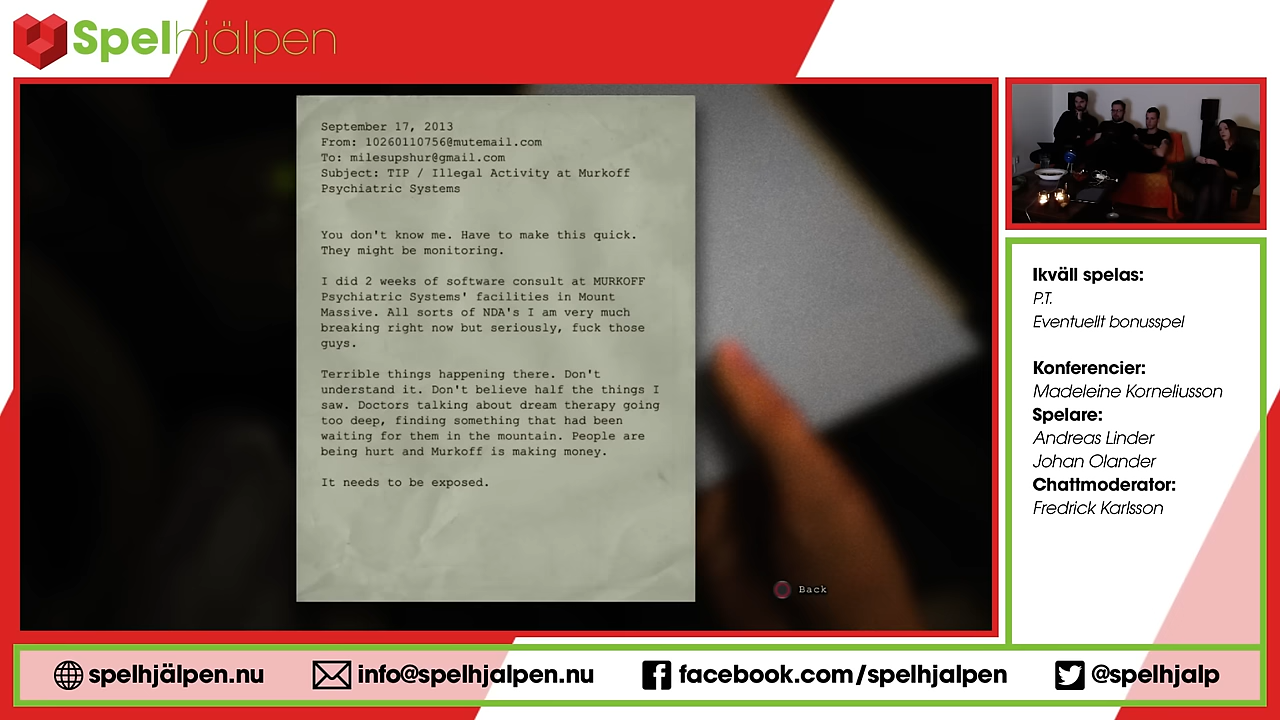 Spelhjälpen
September 17, 2013
From: 10260110756@mutemail.com
To: milesupshur@gmail.com
Subject: TIP / Illegal Activity at Murkoff
Psychiatric Systems
You don't know me. Have to make this quick.
They might be monitoring.
I did 2 weeks of software consult at MURKOFF
Psychiatric Systems' facilities in Mount
Massive. All sorts of NDA's I am very much
breaking right now but seriously, fuck those
guys.
Terrible things happening there. Don't
understand it. Don't believe half the things I
saw. Doctors talking about dream therapy going
too deep, finding something that had been
waiting for them in the mountain. People are
being hurt and Murkoff is making money.
It needs to be exposed.
Back
Ikväll spelas:
P.T.
Eventuellt bonusspel
Konferencier:
Madeleine Korneliusson
Spelare:
Andreas Linder
Johan Olander
Chattmoderator:
Fredrick Karlsson
spelhjälpen.nu
info@spelhjalpen.nu
facebook.com/spelhjalpen
@spelhjalp